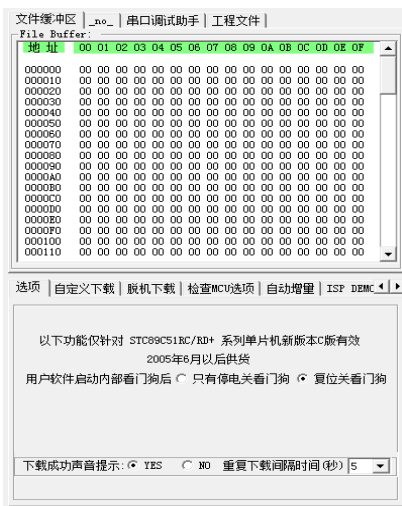 文件缓冲区 _no_ 串口调试助手 工程文件
File Buffer:
地 址 00 01 02 03 04 05 06 07 08 09 0A 0B 0C 0D 0E 0F
000000 00 00 00 00 00 00 00 00 00 00 00 00 00 00 00 00
000010 00 00 00 00 00 00 00 00 00 00 00 00 00 00 00 00
000020 00 00 00 00 00 00 00 00 00 00 00 00 00 00 00 00
000030 00 00 00 00 00 00 00 00 00 00 00 00 00 00 00 00
000040 00 00 00 00 00 00 00 00 00 00 00 00 00 00 00 00
000050 00 00 00 00 00 00 00 00 00 00 00 00 00 00 00 00
000060 00 00 00 00 00 00 00 00 00 00 00 00 00 00 00 00
000070 00 00 00 00 00 00 00 00 00 00 00 00 00 00 00 00
000080 00 00 00 00 00 00 00 00 00 00 00 00 00 00 00 00
000090 00 00 00 00 00 00 00 00 00 00 00 00 00 00 00 00
0000A0 00 00 00 00 00 00 00 00 00 00 00 00 00 00 00 00
0000B0 00 00 00 00 00 00 00 00 00 00 00 00 00 00 00 00
0000C0 00 00 00 00 00 00 00 00 00 00 00 00 00 00 00 00
0000D0 00 00 00 00 00 00 00 00 00 00 00 00 00 00 00 00
0000E0 00 00 00 00 00 00 00 00 00 00 00 00 00 00 00 00
0000F0 00 00 00 00 00 00 00 00 00 00 00 00 00 00 00 00
000100 00 00 00 00 00 00 00 00 00 00 00 00 00 00 00 00
000110 00 00 00 00 00 00 00 00 00 00 00 00 00 00 00 00
选项 自定义下载 脱机下载 检查MCU选项 自动增量 ISP DEMO
以下功能仅针对 STC89C51RC/RD+ 系列单片机新版本C版有效
2005年6月以后供货
用户软件启动内部看门狗后 只有停电关看门狗 复位关看门狗
下载成功声音提示: YES NO 重复下载间隔时间(秒) 5